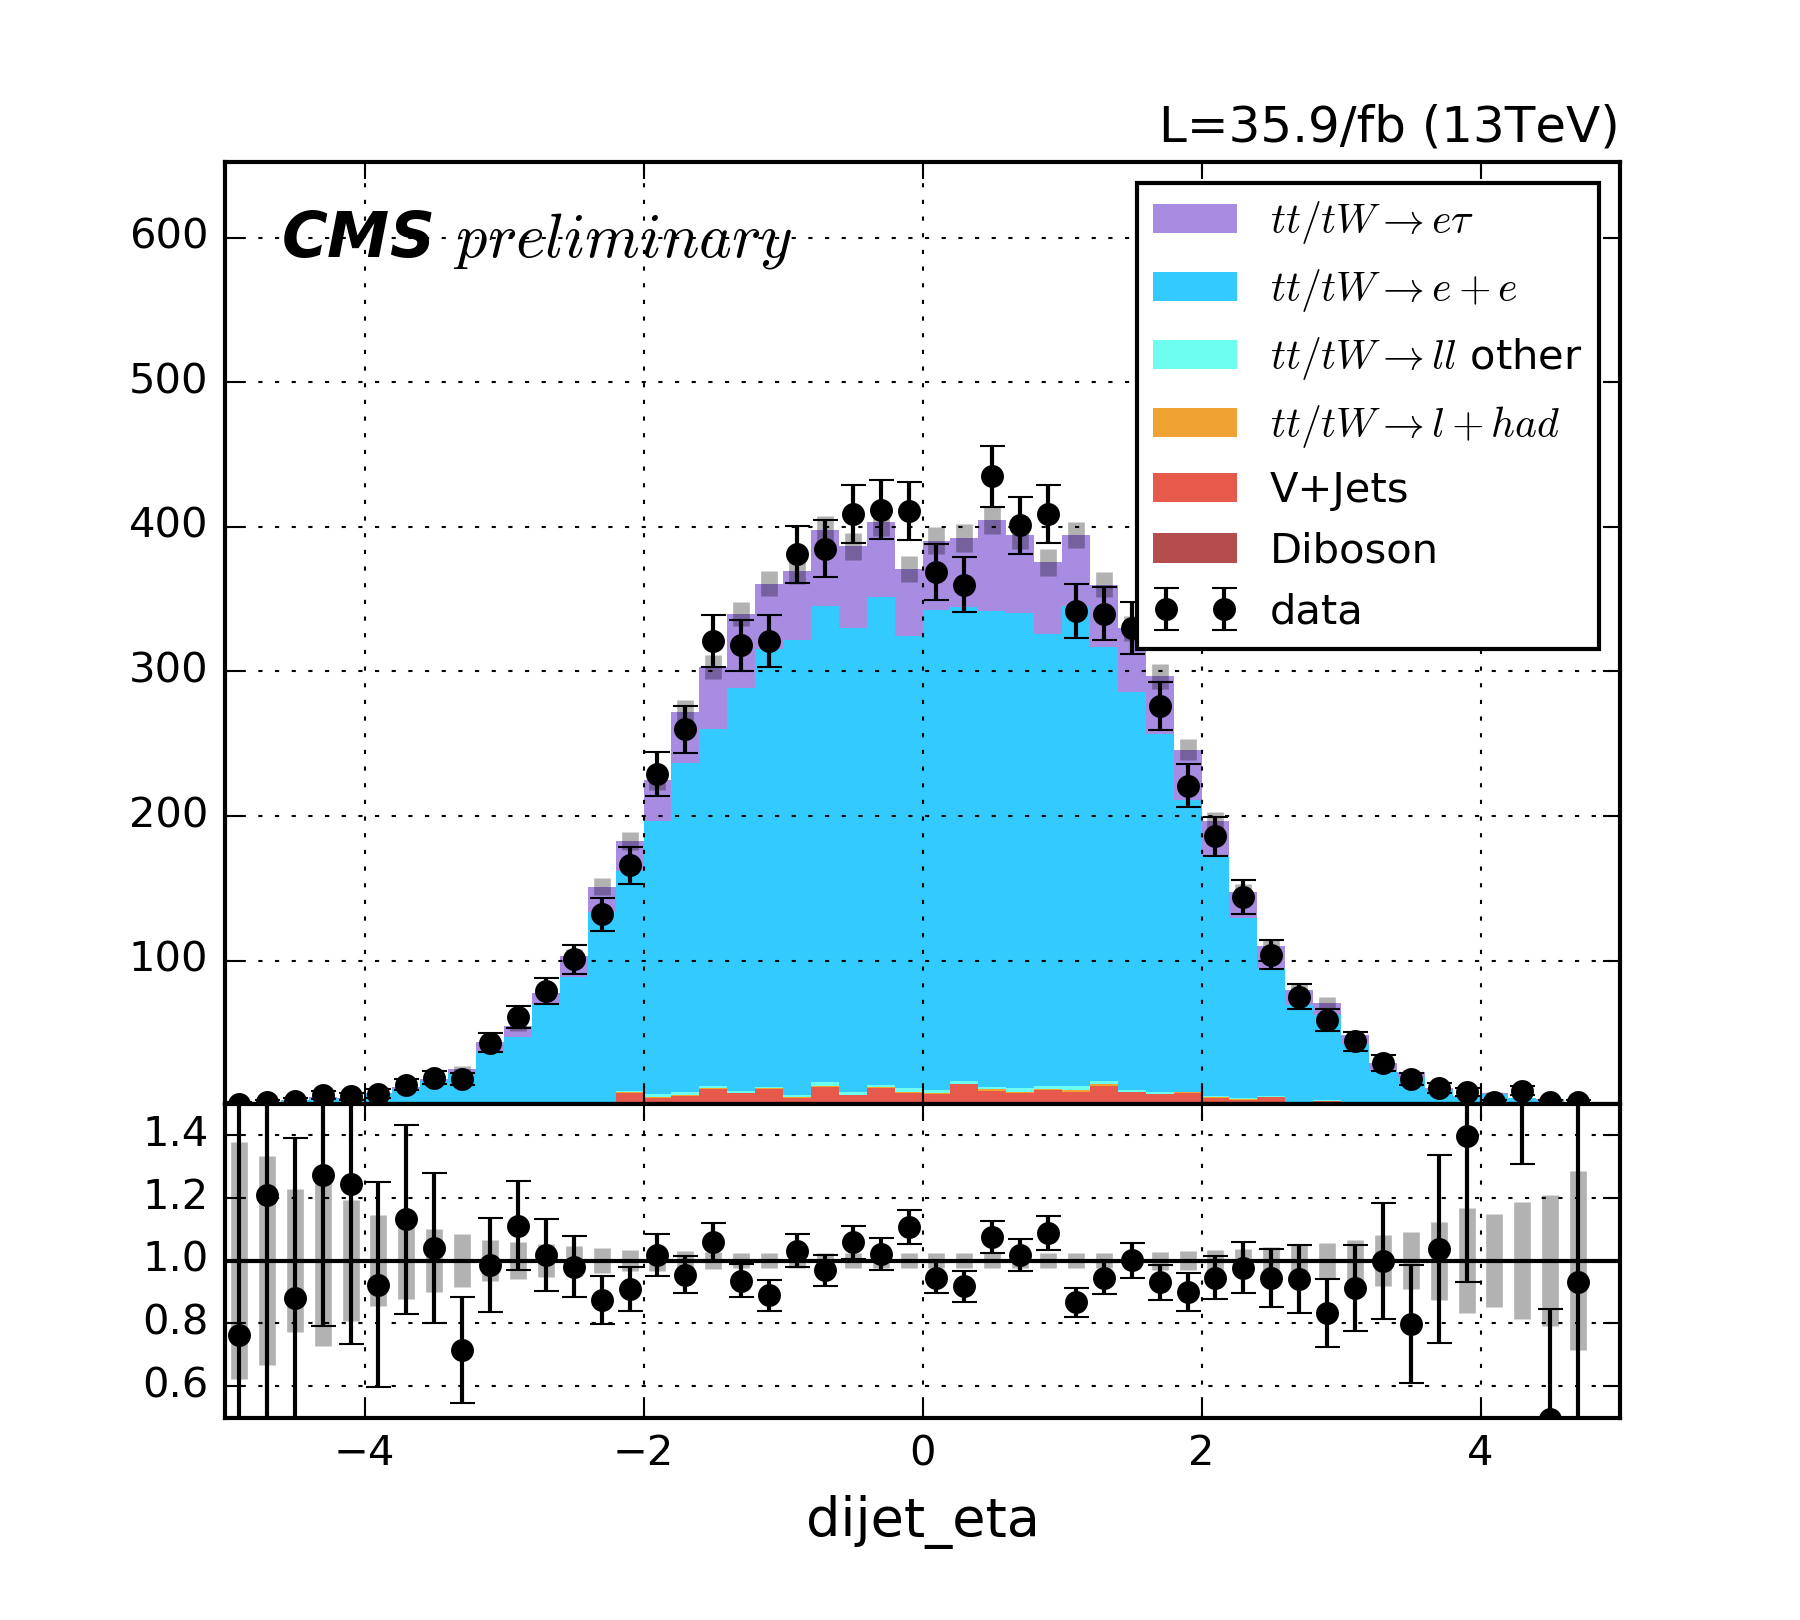 L=35.9/fb (13TeV)
CMS preliminary
600
500
400
300
200
100
tt/tW→eτ
tt/tW→e+e
tt/tW→ll other
tt/tW→l+had
V+Jets
Diboson
data
1.4
1.2
1.0
0.8
0.6
−4 −2 0 2 4
dijet_eta